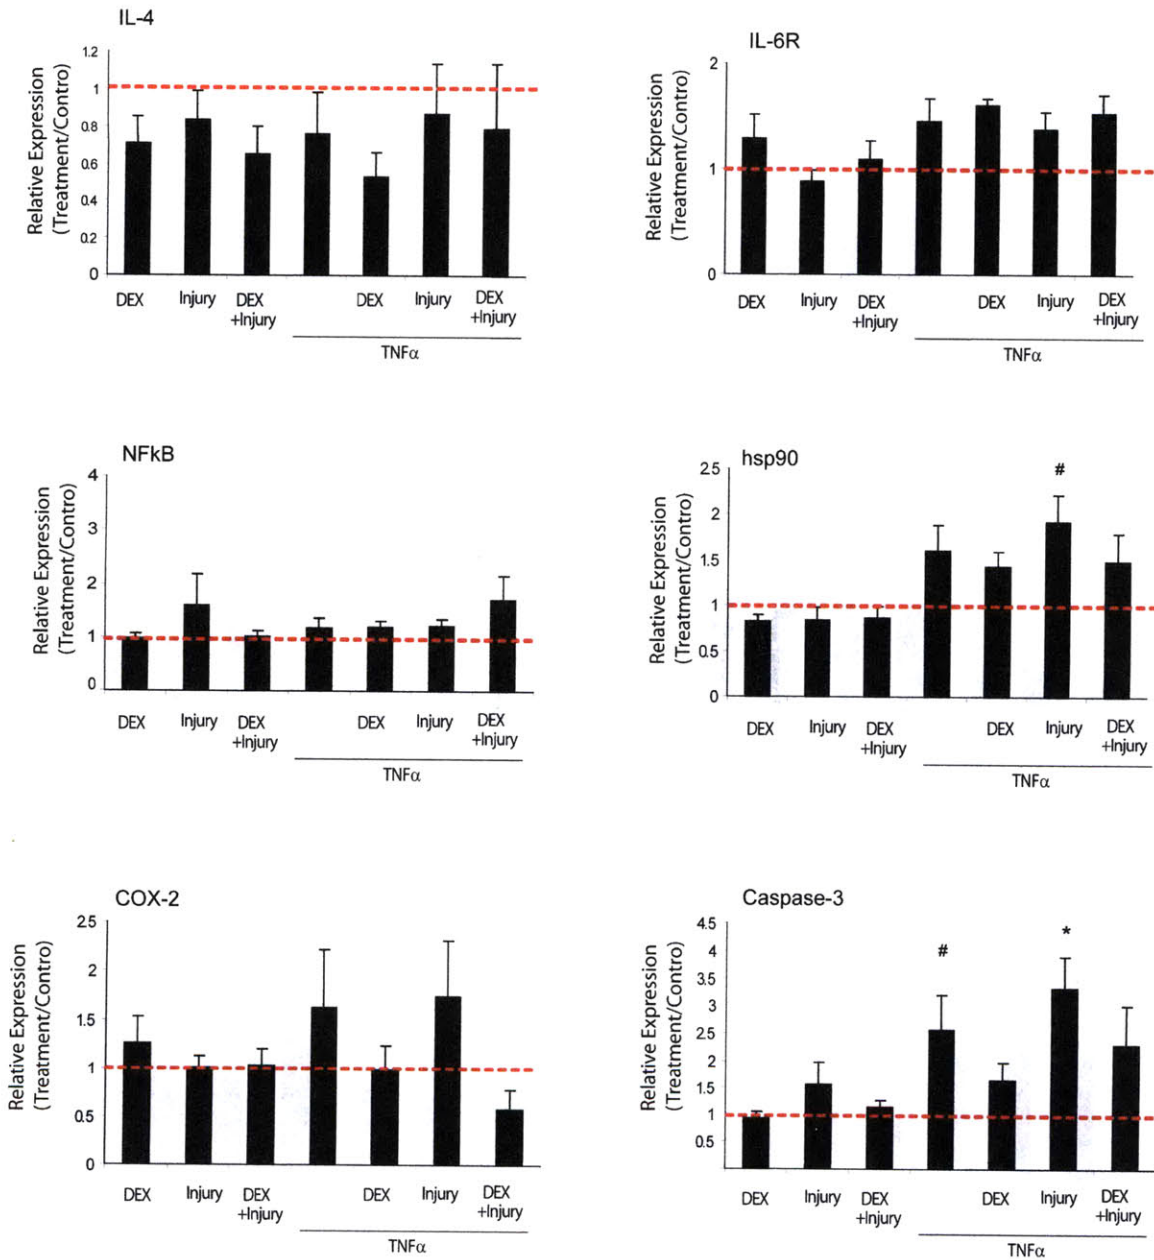 IL-4
Relative Expression
(Treatment/Contro)
1.2
1
0.8
0.6
0.4
0.2
0
DEX
Injury
DEX
+Injury
DEX
Injury
DEX
+Injury
TNFα
IL-6R
Relative Expression
(Treatment/Contro)
2
1
0
DEX
Injury
DEX
+Injury
DEX
Injury
DEX
+Injury
TNFα
NFkB
Relative Expression
(Treatment/Contro)
4
3
2
1
0
DEX
Injury
DEX
+Injury
DEX
Injury
DEX
+Injury
TNFα
hsp90
Relative Expression
(Treatment/Contro)
2.5
2
1.5
1
0.5
0
#
DEX
Injury
DEX
+Injury
DEX
Injury
DEX
+Injury
TNFα
COX-2
Relative Expression
(Treatment/Contro)
2.5
2
1.5
1
0.5
0
DEX
Injury
DEX
+Injury
DEX
Injury
DEX
+Injury
TNFα
Caspase-3
Relative Expression
(Treatment/Contro)
4.5
4
3.5
3
2.5
2
1.5
1
0.5
#
*
DEX
Injury
DEX
+Injury
DEX
Injury
DEX
+Injury
TNFα